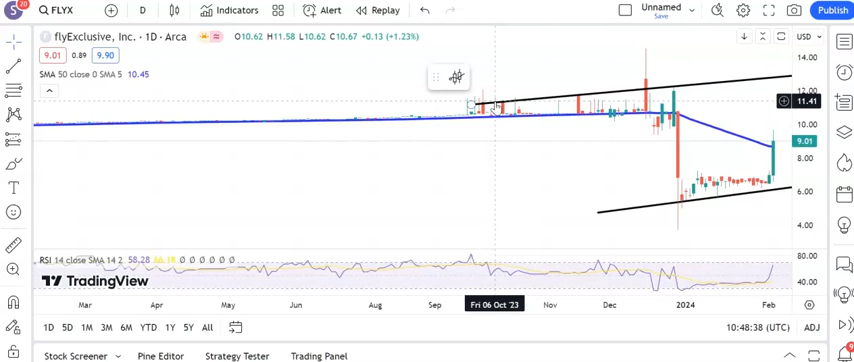 S 20 FLYX D Indicators Alert Replay Unnamed Save Publish
flyExclusive, Inc. · 1D · Arca O10.62 H11.58 L10.62 C10.67 +0.13 (+1.23%) USD
9.01 0.89 9.90
SMA 50 close 0 SMA 5 10.45
14.00
12.00
11.41
10.00
9.01
8.00
6.00
4.00
RSI 14 close SMA 14 2 58.28 66.18 Ø Ø Ø Ø Ø Ø
80.00
TradingView
40.00
Mar Apr May Jun Aug Sep Fri 06 Oct '23 Nov Dec 2024 Feb
1D 5D 1M 3M 6M YTD 1Y 5Y All 10:48:38 (UTC) ADJ
Stock Screener Pine Editor Strategy Tester Trading Panel